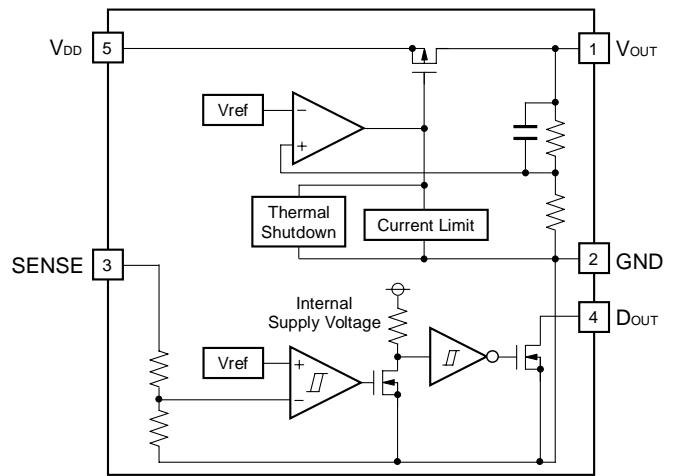 VDD
5
1
VOUT
Vref
−
+
Thermal
Shutdown
Current Limit
SENSE
3
2
GND
Internal
Supply Voltage
4
DOUT
Vref
+
−